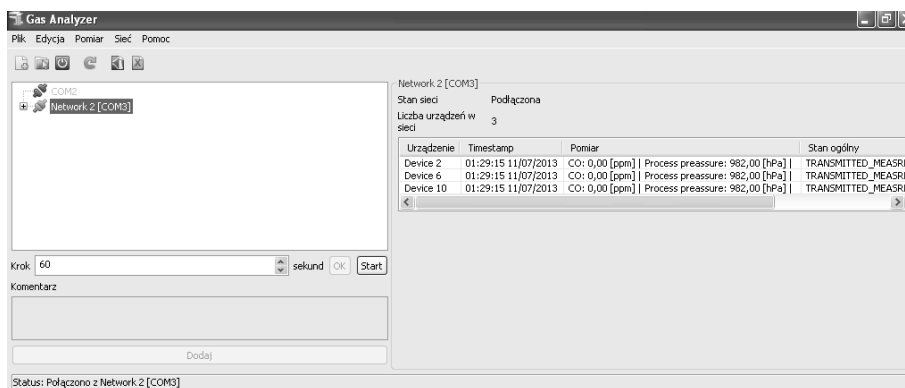 Gas Analyzer
Plik Edycja Pomiar Sieć Pomoc
COM2
Network 2 [COM3]
Krok 60 sekund OK Start
Komentarz
Dodaj
Network 2 [COM3]
Stan sieci Podłączona
Liczba urządzeń w
sieci 3
Urządzenie Timestamp Pomiar Stan ogólny
Device 2 01:29:15 11/07/2013 CO: 0,00 [ppm] | Process preassure: 982,00 [hPa] | TRANSMITTED_MEASRI
Device 6 01:29:15 11/07/2013 CO: 0,00 [ppm] | Process preassure: 982,00 [hPa] | TRANSMITTED_MEASRI
Device 10 01:29:15 11/07/2013 CO: 0,00 [ppm] | Process preassure: 982,00 [hPa] | TRANSMITTED_MEASRI
Status: Połączono z Network 2 [COM3]